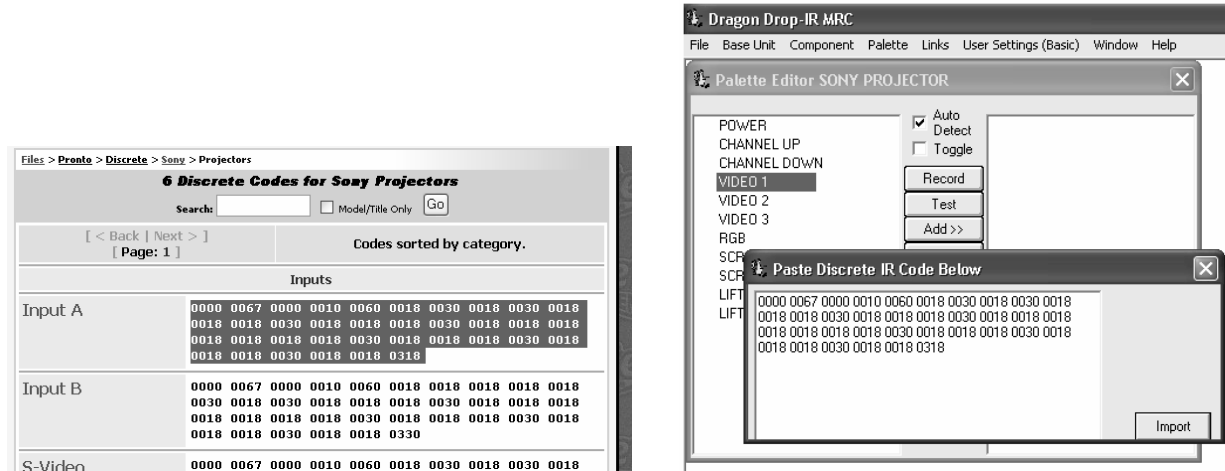 Files > Pronto > Discrete > Sony > Projectors
6 Discrete Codes for Sony Projectors
Search: Model/Title Only Go
[ < Back | Next > ]
[ Page: 1 ]
Codes sorted by category.
Inputs
Input A
0000 0067 0000 0010 0060 0018 0030 0018 0030 0018
0018 0018 0030 0018 0018 0018 0030 0018 0018 0018
0018 0018 0018 0018 0030 0018 0018 0018 0030 0018
0018 0018 0030 0018 0018 0318
Input B
0000 0067 0000 0010 0060 0018 0018 0018 0018 0018
0030 0018 0030 0018 0018 0018 0030 0018 0018 0018
0018 0018 0018 0018 0030 0018 0018 0018 0030 0018
0018 0018 0030 0018 0018 0330
S-Video
0000 0067 0000 0010 0060 0018 0030 0018 0030 0018
Dragon Drop-IR MRC
File Base Unit Component Palette Links User Settings (Basic) Window Help
Palette Editor SONY PROJECTOR
POWER
CHANNEL UP
CHANNEL DOWN
VIDEO 1
VIDEO 2
VIDEO 3
RGB
SCR
SCR
LIFT
LIFT
Auto
Detect
Toggle
Record
Test
Add >>
Paste Discrete IR Code Below
0000 0067 0000 0010 0060 0018 0030 0018 0030 0018
0018 0018 0030 0018 0018 0018 0030 0018 0018 0018
0018 0018 0018 0018 0030 0018 0018 0018 0030 0018
0018 0018 0030 0018 0018 0318
Import